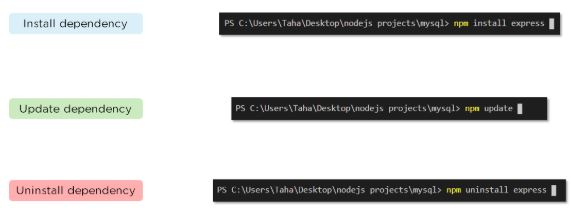 Install dependency
PS C:\Users\Taha\Desktop\nodejs projects\mysql> npm install express
Update dependency
PS C:\Users\Taha\Desktop\nodejs projects\mysql> npm update
Uninstall dependency
PS C:\Users\Taha\Desktop\nodejs projects\mysql> npm uninstall express